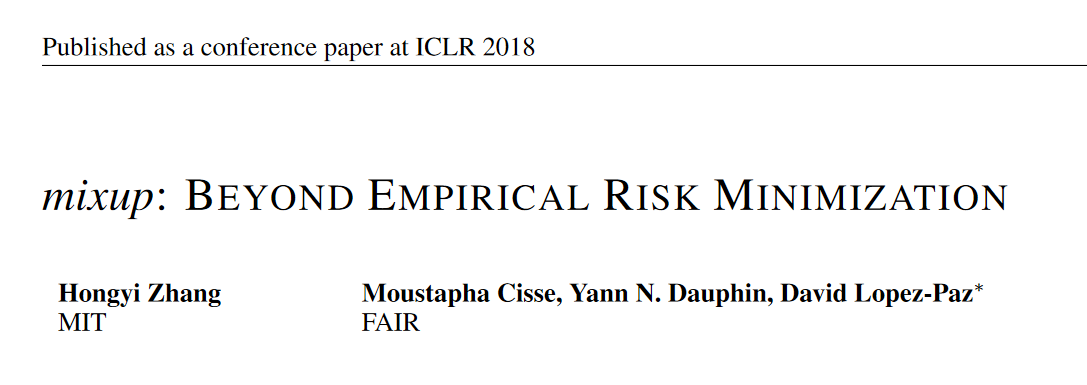 Published as a conference paper at ICLR 2018
mixup: BEYOND EMPIRICAL RISK MINIMIZATION
Hongyi Zhang
MIT
Moustapha Cisse, Yann N. Dauphin, David Lopez-Paz*
FAIR